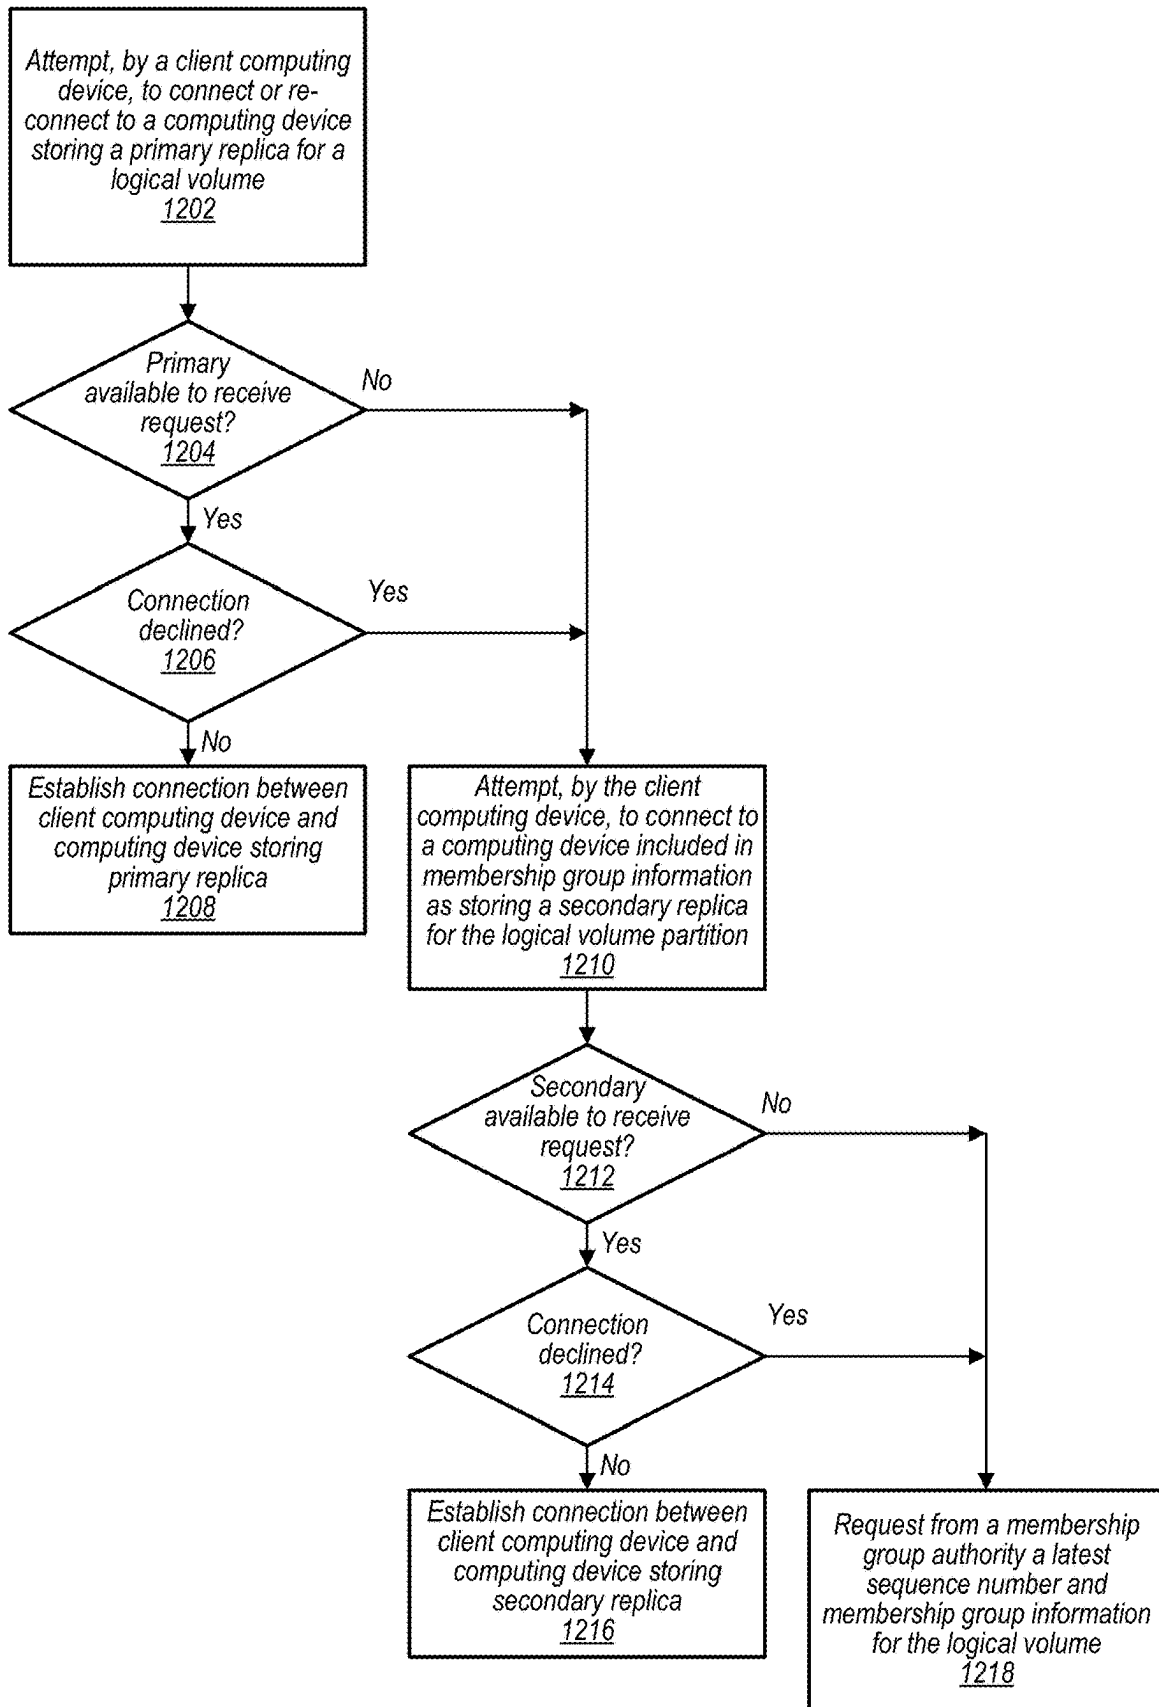 Attempt, by a client computing
device, to connect or re-
connect to a computing device
storing a primary replica for a
logical volume
1202
Primary
available to receive
request?
1204
No
Yes
Connection
declined?
1206
Yes
No
Establish connection between
client computing device and
computing device storing
primary replica
1208
Attempt, by the client
computing device, to connect to
a computing device included in
membership group information
as storing a secondary replica
for the logical volume partition
1210
Secondary
available to receive
request?
1212
No
Yes
Connection
declined?
1214
Yes
No
Establish connection between
client computing device and
computing device storing
secondary replica
1216
Request from a membership
group authority a latest
sequence number and
membership group information
for the logical volume
1218